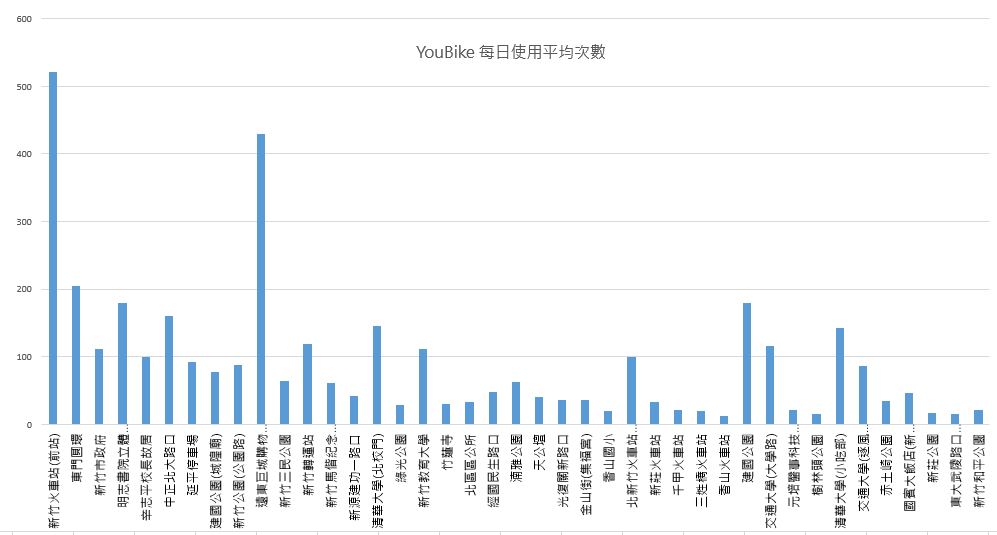 600
YouBike 每日使用平均次數
500
400
300
200
100
0
新竹火車站(前站)
東門圓環
新竹市政府
明志書院立體...
辛志平校長故居
中正北大路口
延平停車場
建國公園(城隍廟)
新竹公園(公園路)
遠東巨城購物...
新竹三民公園
新竹轉運站
新竹馬偕紀念...
新源建功一路口
清華大學(北校門)
綠光公園
新竹教育大學
竹蓮寺
北區區公所
經國民生路口
湳雅公園
天公壇
光復關新路口
金山街(集福宮)
香山國小
北新竹火車站...
新莊火車站
千甲火車站
三姓橋火車站
香山火車站
建國公園
交通大學(大學路)
元培醫事科技...
樹林頭公園
清華大學(小吃部)
交通大學(逐風...
赤土崎公園
國賓大飯店(新...
新莊公園
東大武陵路口...
新竹和平公園